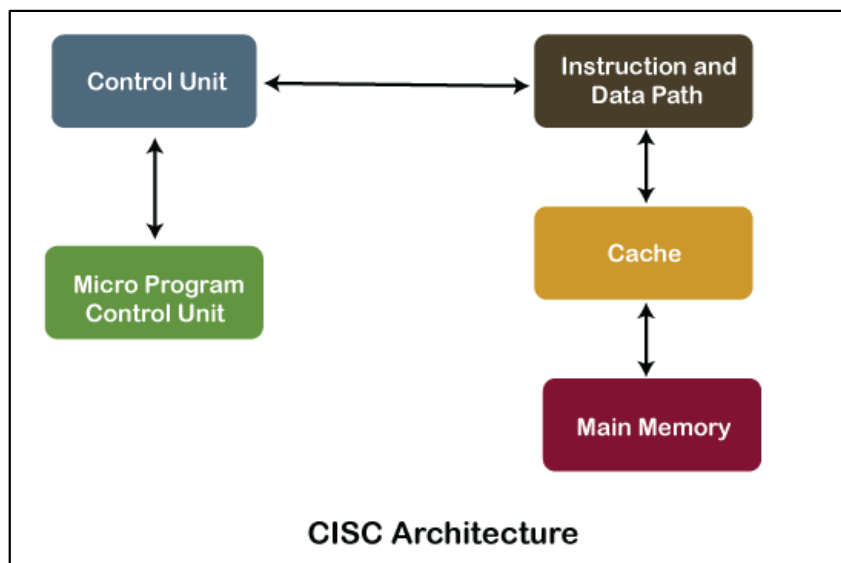 Control Unit
Instruction and
Data Path
Micro Program
Control Unit
Cache
Main Memory
CISC Architecture